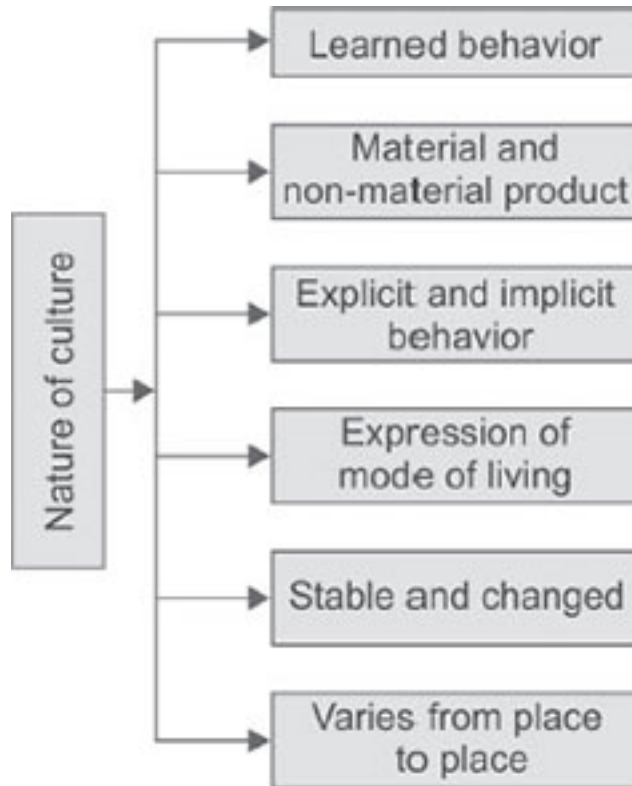 Nature of culture
Learned behavior
Material and
non-material product
Explicit and implicit
behavior
Expression of
mode of living
Stable and changed
Varies from place
to place